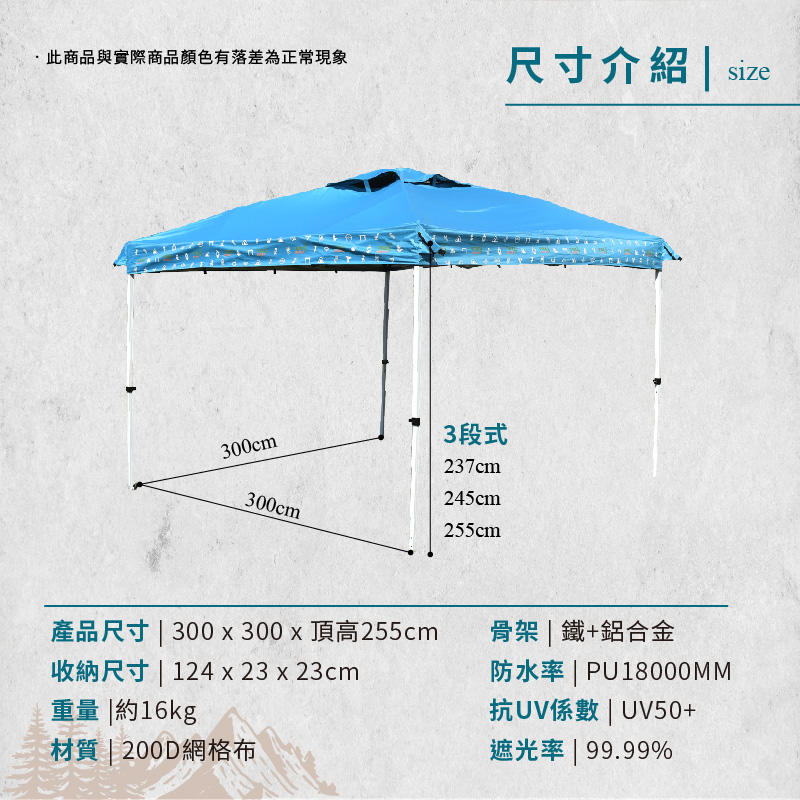 ·此商品與實際商品顏色有落差為正常現象
尺寸介紹| size
300cm
300cm
3段式
237cm
245cm
255cm
產品尺寸 | 300 x 300 x 頂高255cm
收納尺寸 | 124 x 23 x 23cm
重量 |約16kg
材質 | 200D網格布
骨架 | 鐵+鋁合金
防水率 | PU18000MM
抗UV係數 | UV50+
遮光率 | 99.99%